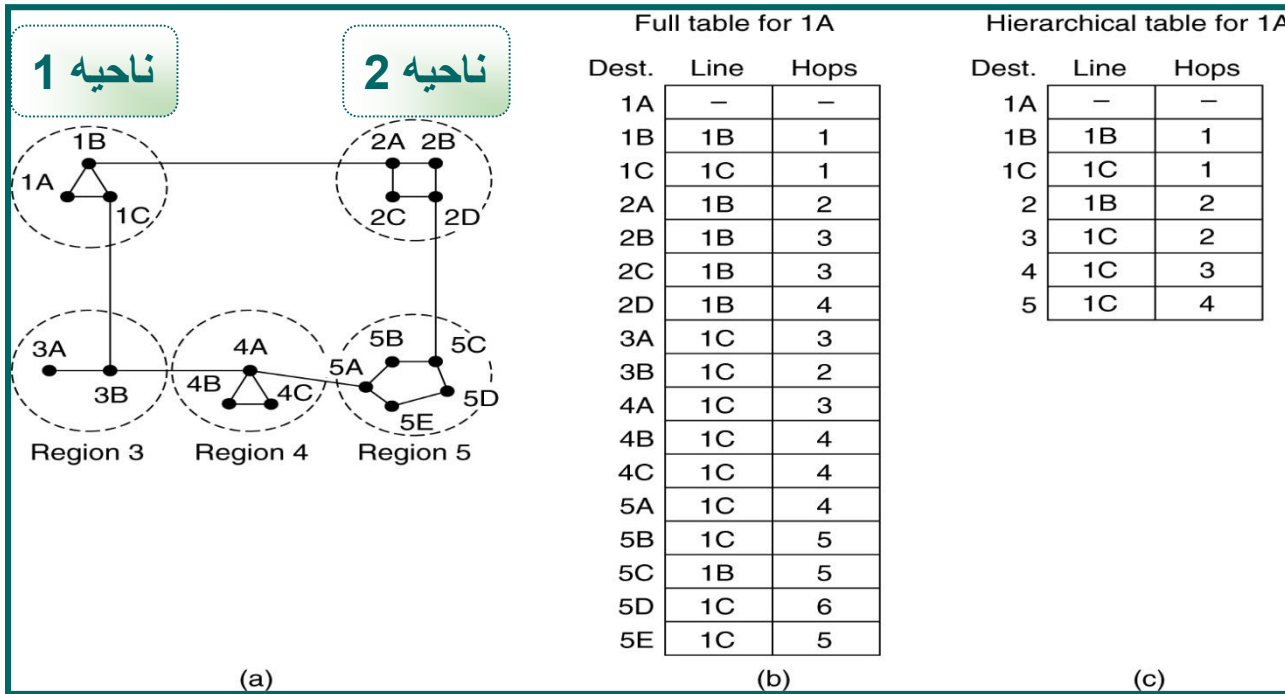 ناحیه 1
ناحیه 2
1B
1A
1C
2A 2B
2C 2D
3A
3B
4A
4B 4C
5B 5C
5A
5D
5E
Region 3 Region 4 Region 5
(a)
Full table for 1A
Dest. Line Hops
1A – –
1B 1B 1
1C 1C 1
2A 1B 2
2B 1B 3
2C 1B 3
2D 1B 4
3A 1C 3
3B 1C 2
4A 1C 3
4B 1C 4
4C 1C 4
5A 1C 4
5B 1C 5
5C 1B 5
5D 1C 6
5E 1C 5
(b)
Hierarchical table for 1A
Dest. Line Hops
1A – –
1B 1B 1
1C 1C 1
2 1B 2
3 1C 2
4 1C 3
5 1C 4
(c)